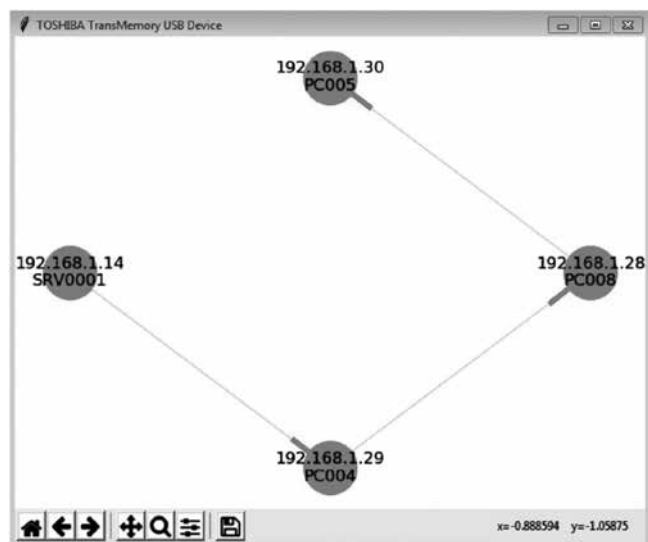 TOSHIBA TransMemory USB Device
192.168.1.30
PC005
192.168.1.14
SRV0001
192.168.1.28
PC008
192.168.1.29
PC004
x=-0.888594 y=-1.05875